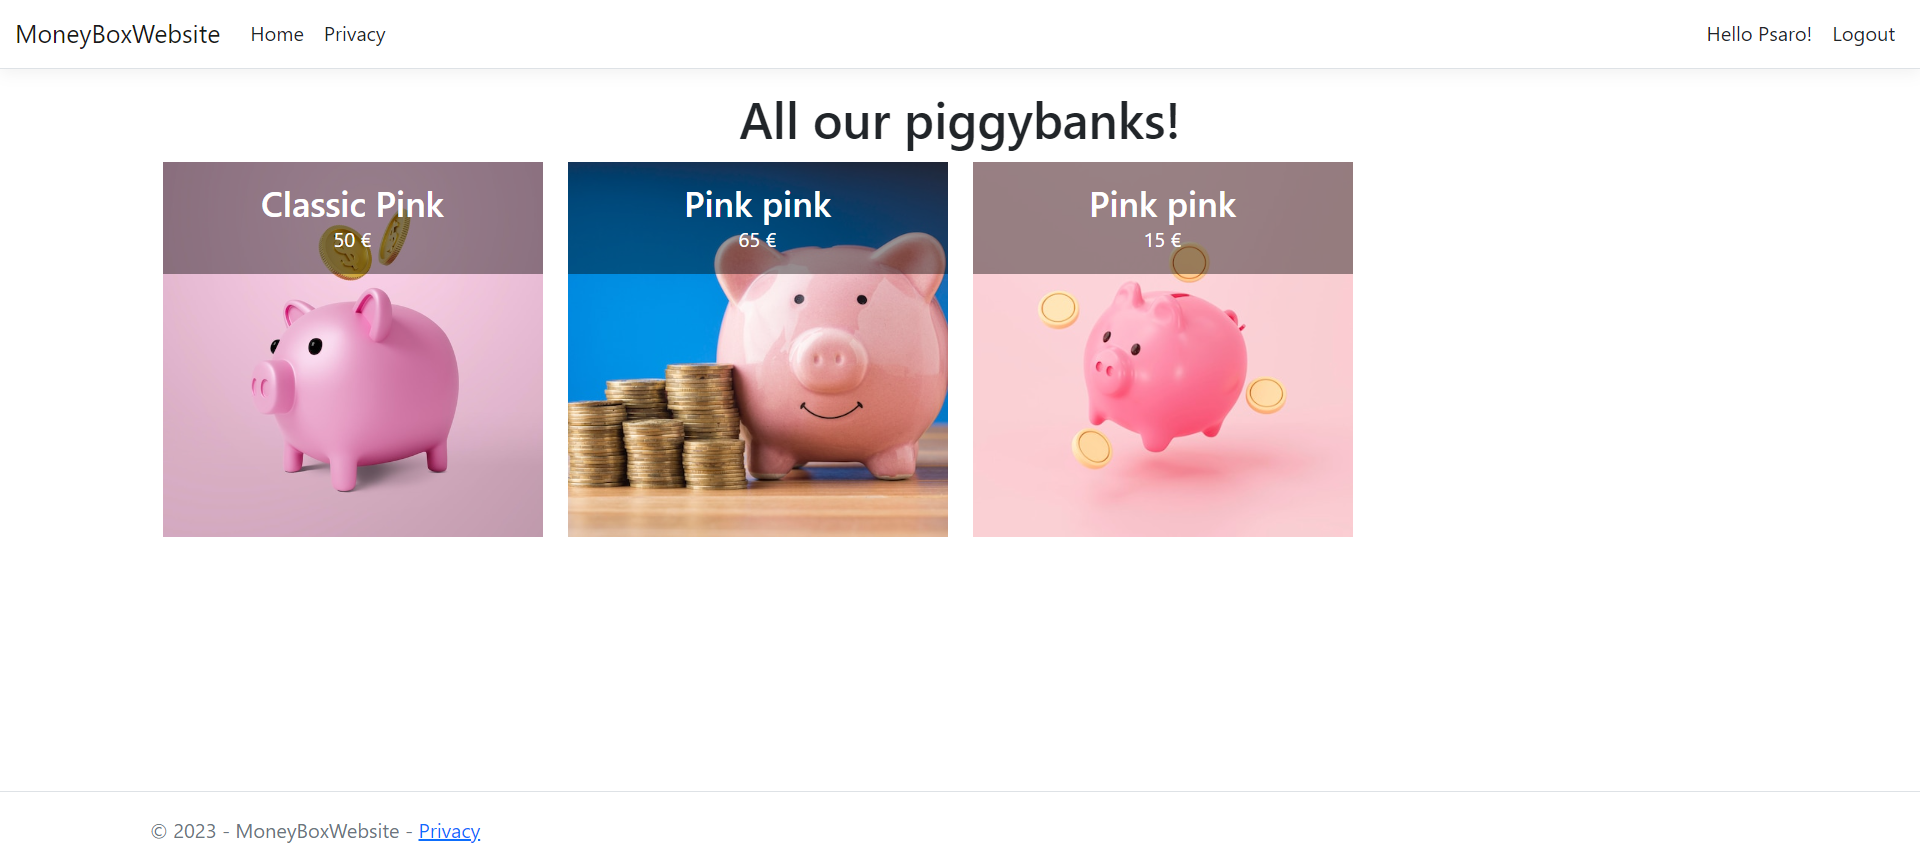 MoneyBoxWebsite Home Privacy Hello Psaro! Logout
All our piggybanks!
Classic Pink
50 €
Pink pink
65 €
Pink pink
15 €
© 2023 - MoneyBoxWebsite - Privacy